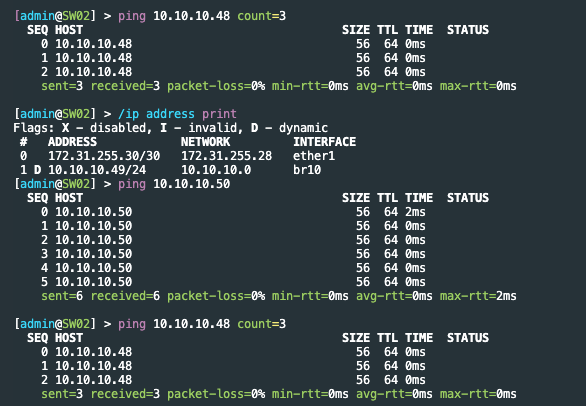 [admin@SW02] > ping 10.10.10.48 count=3
  SEQ HOST                                     SIZE TTL TIME  STATUS
    0 10.10.10.48                                56  64 0ms
    1 10.10.10.48                                56  64 0ms
    2 10.10.10.48                                56  64 0ms
    sent=3 received=3 packet-loss=0% min-rtt=0ms avg-rtt=0ms max-rtt=0ms
[admin@SW02] > /ip address print
Flags: X - disabled, I - invalid, D - dynamic
 #   ADDRESS            NETWORK         INTERFACE
 0   172.31.255.30/30   172.31.255.28   ether1
 1 D 10.10.10.49/24     10.10.10.0      br10
[admin@SW02] > ping 10.10.10.50
  SEQ HOST                                     SIZE TTL TIME  STATUS
    0 10.10.10.50                                56  64 2ms
    1 10.10.10.50                                56  64 0ms
    2 10.10.10.50                                56  64 0ms
    3 10.10.10.50                                56  64 0ms
    4 10.10.10.50                                56  64 0ms
    5 10.10.10.50                                56  64 0ms
    sent=6 received=6 packet-loss=0% min-rtt=0ms avg-rtt=0ms max-rtt=2ms
[admin@SW02] > ping 10.10.10.48 count=3
  SEQ HOST                                     SIZE TTL TIME  STATUS
    0 10.10.10.48                                56  64 0ms
    1 10.10.10.48                                56  64 0ms
    2 10.10.10.48                                56  64 0ms
    sent=3 received=3 packet-loss=0% min-rtt=0ms avg-rtt=0ms max-rtt=0ms